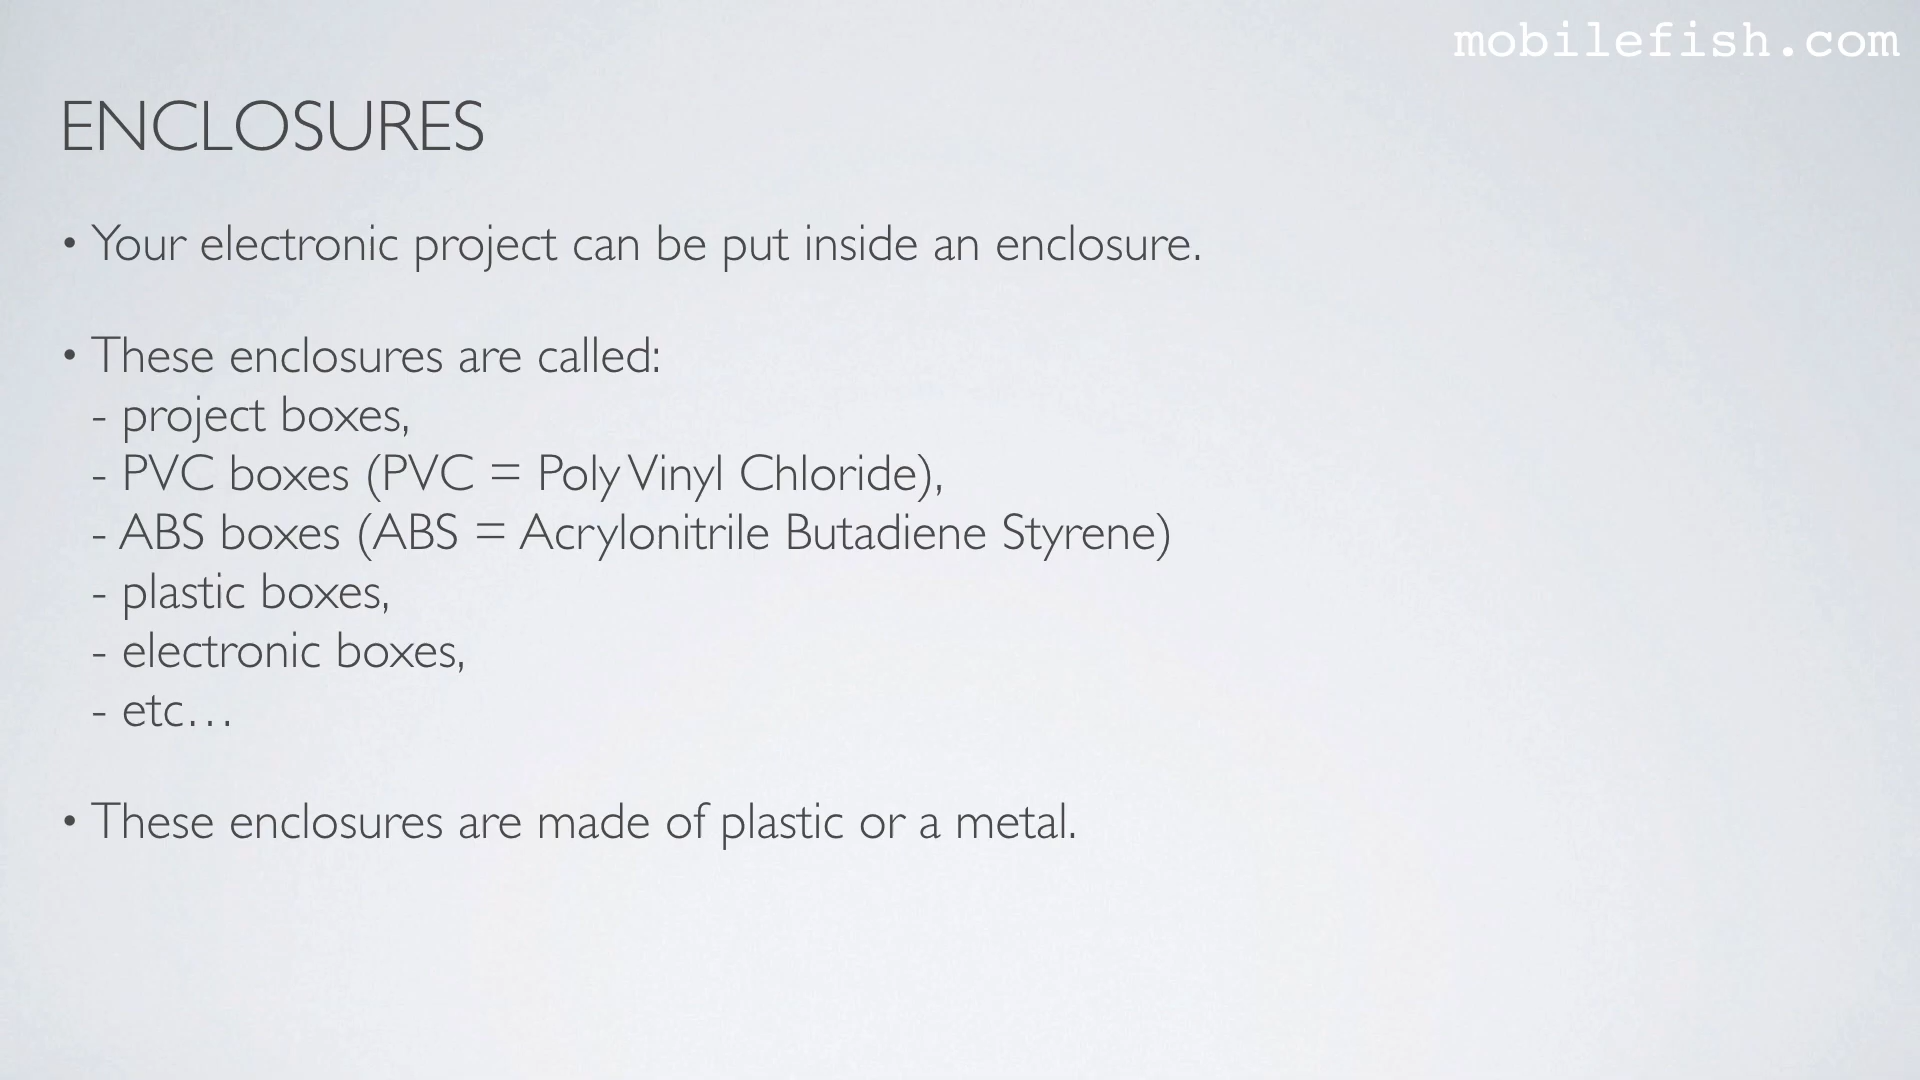 mobilefish.com
ENCLOSURES
• Your electronic project can be put inside an enclosure.
• These enclosures are called:
- project boxes,
- PVC boxes (PVC = Poly Vinyl Chloride),
- ABS boxes (ABS = Acrylonitrile Butadiene Styrene)
- plastic boxes,
- electronic boxes,
- etc…
• These enclosures are made of plastic or a metal.